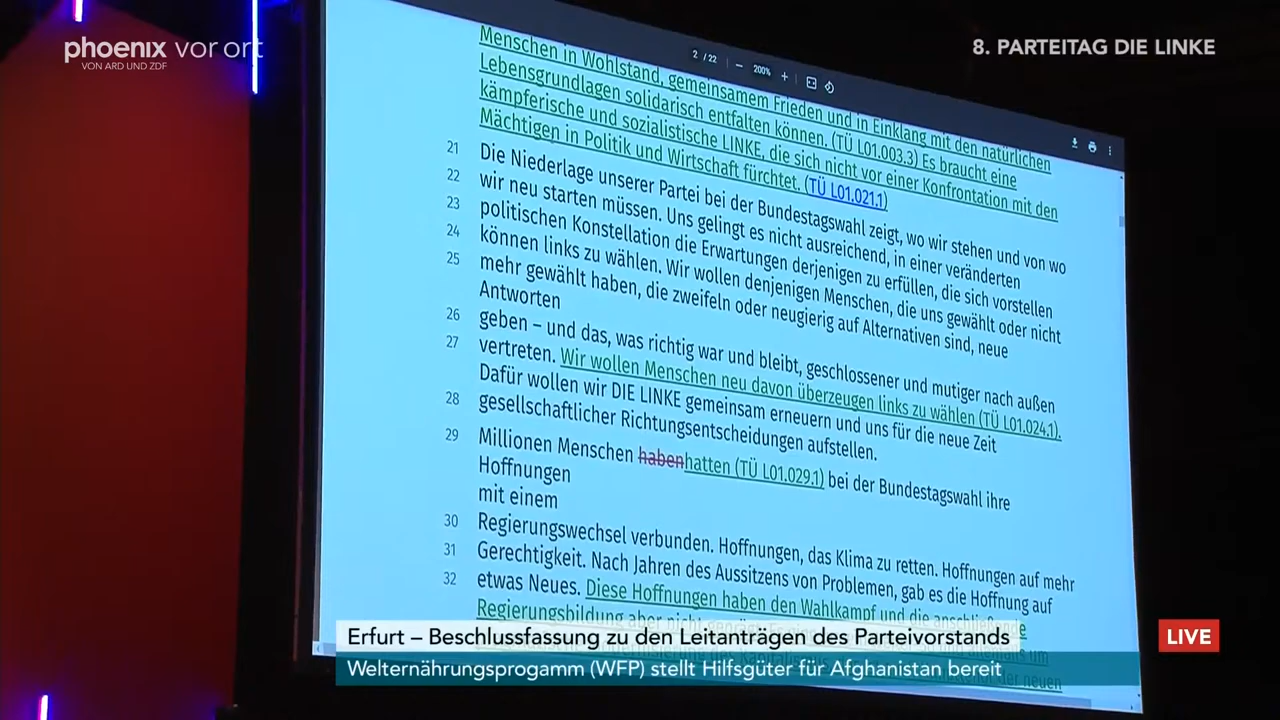 phoenix vor ort
VON ARD UND ZDF
8. PARTEITAG DIE LINKE
2 / 22 — 200% +
Menschen in Wohlstand, gemeinsamem Frieden und in Einklang mit den natürlichen
Lebensgrundlagen solidarisch entfalten können. (TÜ L01.003.3) Es braucht eine
kämpferische und sozialistische LINKE, die sich nicht vor einer Konfrontation mit den
Mächtigen in Politik und Wirtschaft fürchtet. (TÜ L01.021.1)
21 Die Niederlage unserer Partei bei der Bundestagswahl zeigt, wo wir stehen und von wo
22 wir neu starten müssen. Uns gelingt es nicht ausreichend, in einer veränderten
23 politischen Konstellation die Erwartungen derjenigen zu erfüllen, die sich vorstellen
24 können links zu wählen. Wir wollen denjenigen Menschen, die uns gewählt oder nicht
25 mehr gewählt haben, die zweifeln oder neugierig auf Alternativen sind, neue
Antworten
26 geben – und das, was richtig war und bleibt, geschlossener und mutiger nach außen
27 vertreten. Wir wollen Menschen neu davon überzeugen links zu wählen (TÜ L01.024.1).
Dafür wollen wir DIE LINKE gemeinsam erneuern und uns für die neue Zeit
28 gesellschaftlicher Richtungsentscheidungen aufstellen.
29 Millionen Menschen habenhatten (TÜ L01.029.1) bei der Bundestagswahl ihre
Hoffnungen
mit einem
30 Regierungswechsel verbunden. Hoffnungen, das Klima zu retten. Hoffnungen auf mehr
31 Gerechtigkeit. Nach Jahren des Aussitzens von Problemen, gab es die Hoffnung auf
32 etwas Neues. Diese Hoffnungen haben den Wahlkampf und die anschließende
Regierungsbildung aber nicht
der neuen
Erfurt – Beschlussfassung zu den Leitanträgen des Parteivorstands
LIVE
Welternährungsprogamm (WFP) stellt Hilfsgüter für Afghanistan bereit